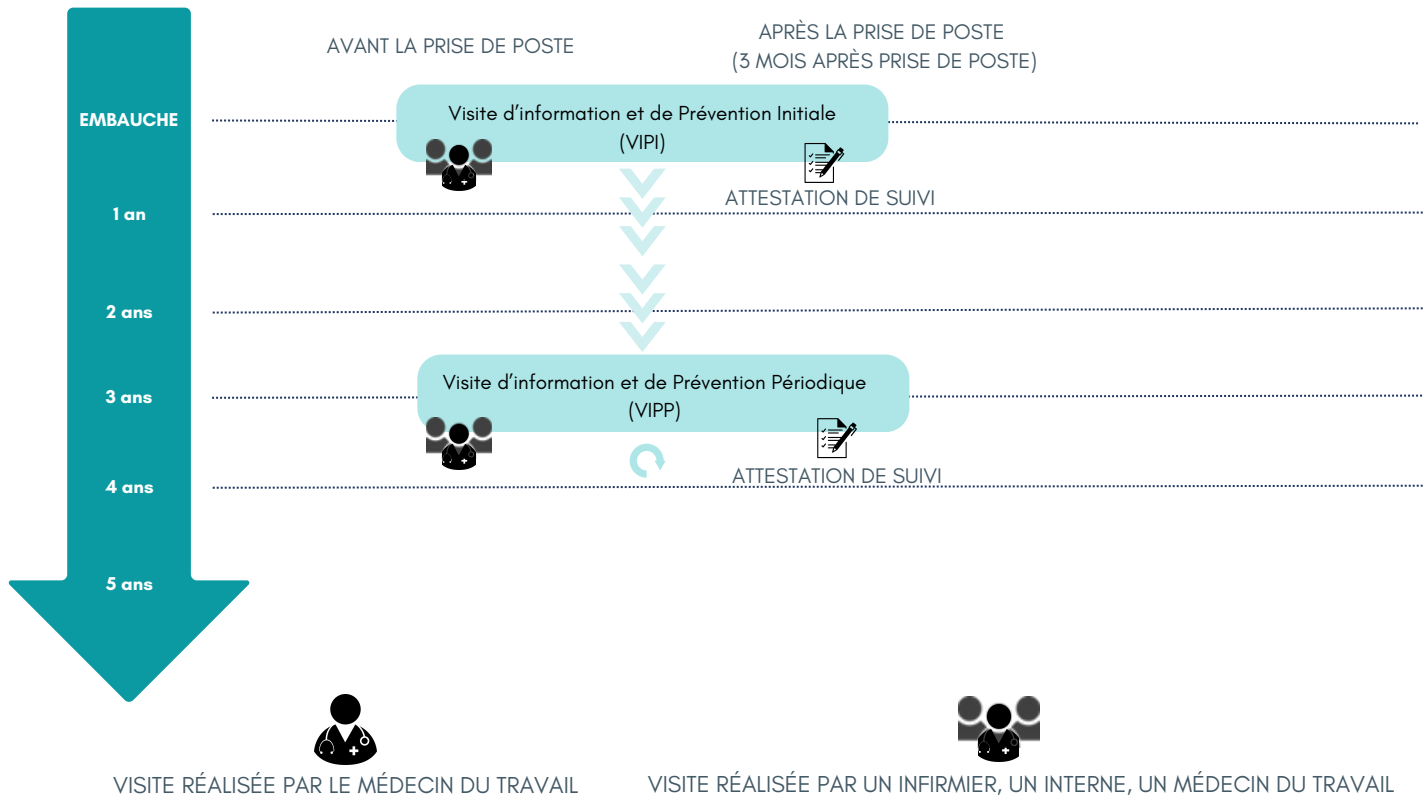 AVANT LA PRISE DE POSTE
APRÈS LA PRISE DE POSTE
(3 MOIS APRÈS PRISE DE POSTE)
EMBAUCHE
Visite d'information et de Prévention Initiale
(VIPI)
ATTESTATION DE SUIVI
1 an
2 ans
Visite d'information et de Prévention Périodique
(VIPP)
3 ans
ATTESTATION DE SUIVI
4 ans
5 ans
VISITE RÉALISÉE PAR LE MÉDECIN DU TRAVAIL
VISITE RÉALISÉE PAR UN INFIRMIER, UN INTERNE, UN MÉDECIN DU TRAVAIL